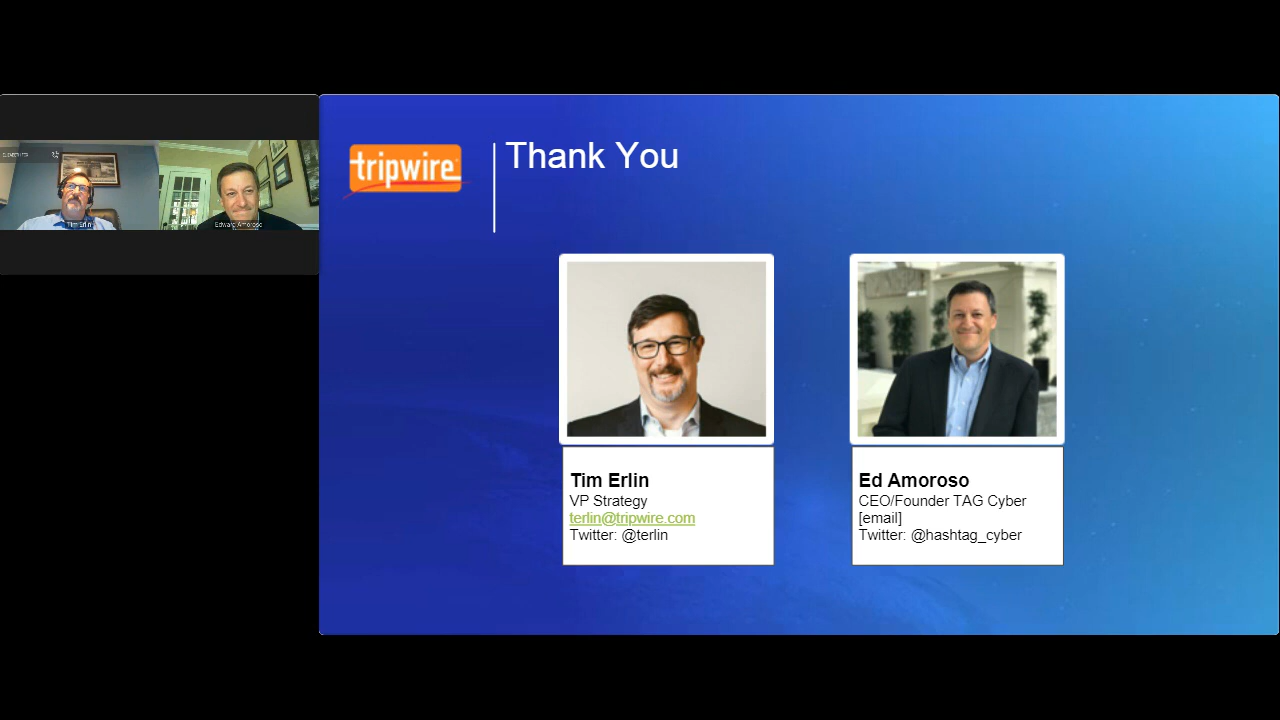 Tim Erlin
Edward Amoroso
tripwire
Thank You
Tim Erlin
VP Strategy
terlin@tripwire.com
Twitter: @terlin
Ed Amoroso
CEO/Founder TAG Cyber
[email]
Twitter: @hashtag_cyber